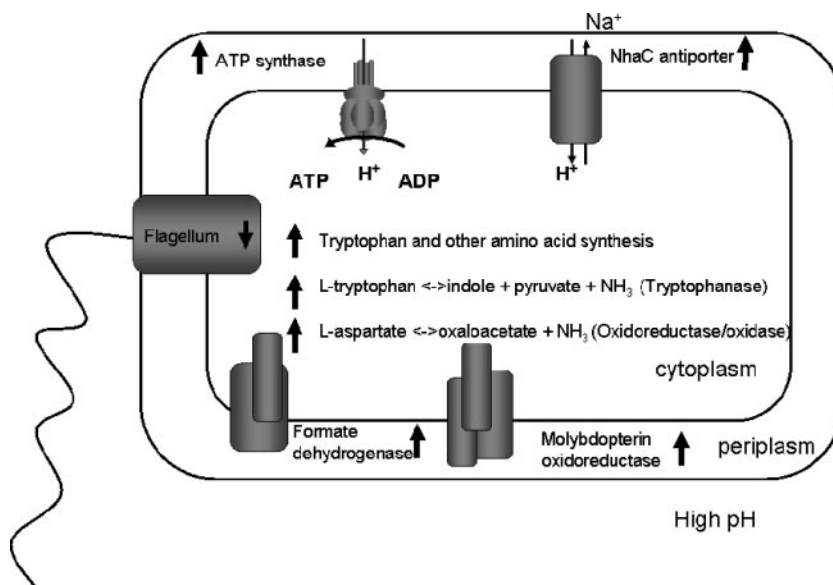 Na⁺
ATP synthase
NhaC antiporter
ATP
H⁺
ADP
H⁺
Flagellum
Tryptophan and other amino acid synthesis
L-tryptophan <->indole + pyruvate + NH₃ (Tryptophanase)
L-aspartate <->oxaloacetate + NH₃ (Oxidoreductase/oxidase)
cytoplasm
Formate
dehydrogenase
Molybdopterin
oxidoreductase
periplasm
High pH